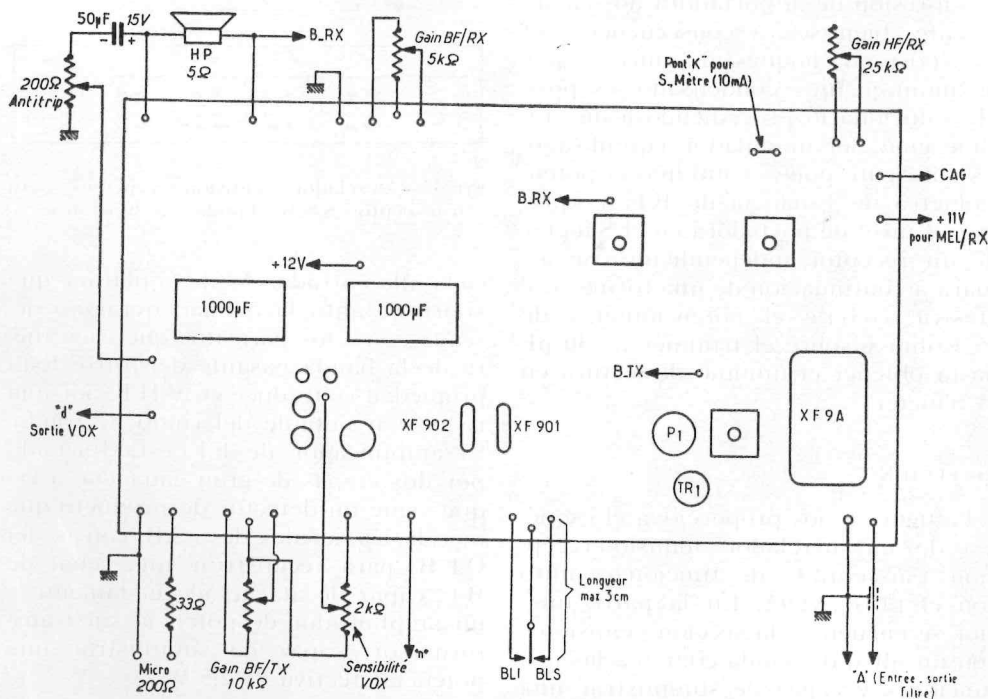 50µF 15V
- +
HP
5Ω
B_RX
Gain BF/RX
5kΩ
Gain HF/RX
25kΩ
200Ω
Antitrip
Pont "K" pour
S_Mètre (10mA)
CAG
+11V
pour MEL/RX
B_RX
+12V
1000µF
1000µF
B_TX
XF9A
"d"
Sortie VOX
XF 902
XF 901
P1
TR1
33Ω
2kΩ
Longueur
max 3cm
Micro
200Ω
Gain BF/TX
10kΩ
Sensibilité
VOX
"h"
BLI
BLS
"A" (Entrée, sortie
filtre)